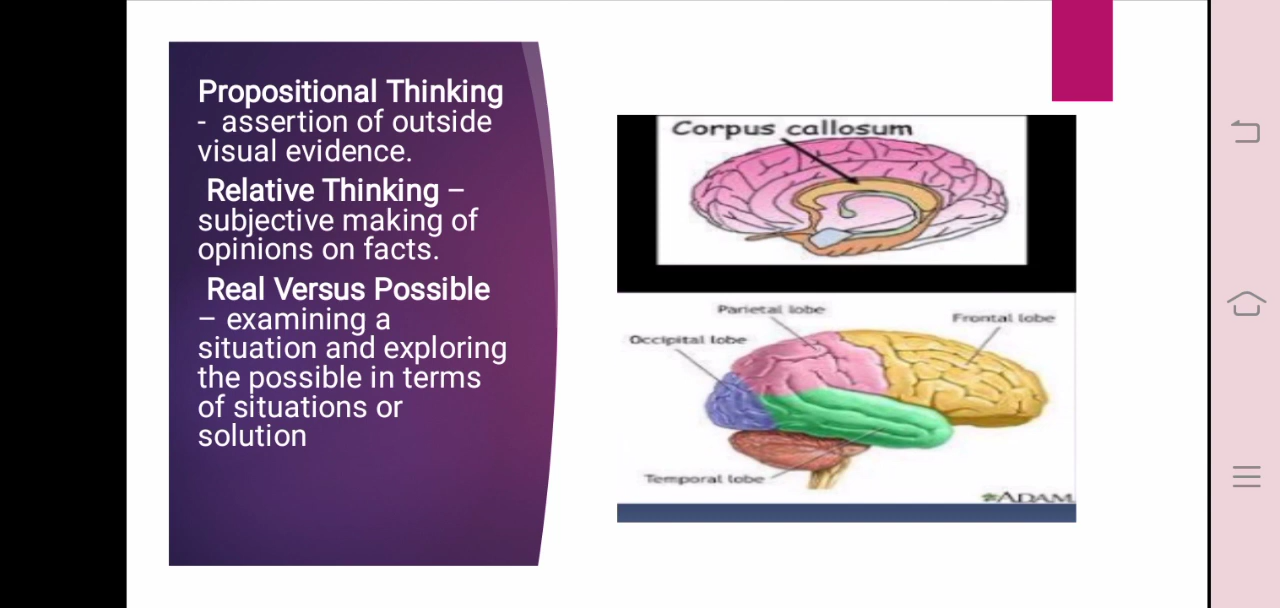 Propositional Thinking
- assertion of outside
visual evidence.
Relative Thinking –
subjective making of
opinions on facts.
Real Versus Possible
– examining a
situation and exploring
the possible in terms
of situations or
solution
Corpus callosum
Parietal lobe
Frontal lobe
Occipital lobe
Temporal lobe
ADAM